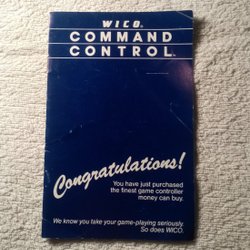 WICO®
COMMAND
CONTROL™
Congratulations!
You have just purchased
the finest game controller
money can buy.
We know you take your game-playing seriously.
So does WICO.